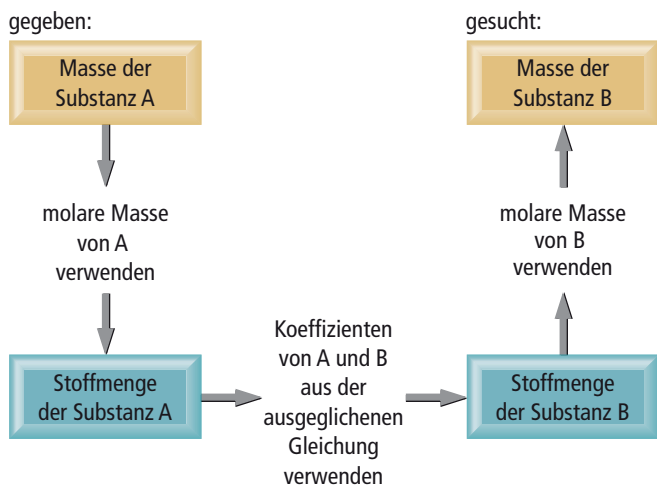 gegeben:
Masse der
Substanz A
molare Masse
von A
verwenden
Stoffmenge
der Substanz A
Koeffizienten
von A und B
aus der
ausgeglichenen
Gleichung
verwenden
gesucht:
Masse der
Substanz B
molare Masse
von B
verwenden
Stoffmenge
der Substanz B